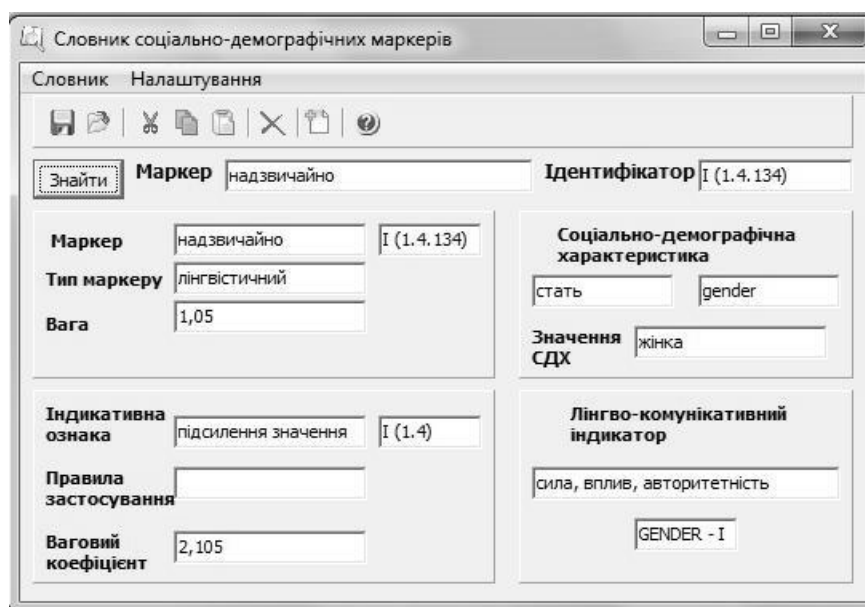 Словник соціально-демографічних маркерів
Словник Налаштування
Знайти Маркер надзвичайно Ідентифікатор I (1.4.134)
Маркер надзвичайно I (1.4.134)
Тип маркеру лінгвістичний
Вага 1,05
Соціально-демографічна
характеристика
стать gender
Значення
СДХ жінка
Індикативна
ознака підсилення значення I (1.4)
Правила
застосування
Ваговий
коефіцієнт 2,105
Лінгво-комунікативний
індикатор
сила, вплив, авторитетність
GENDER - I